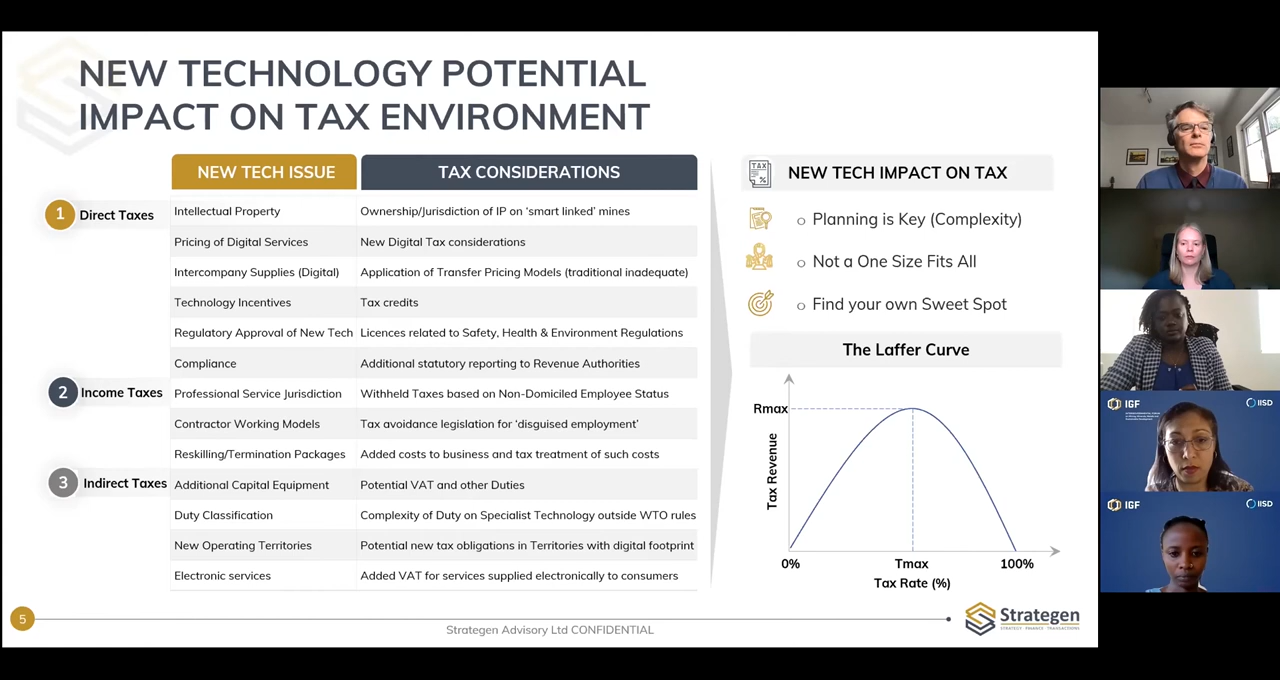 NEW TECHNOLOGY POTENTIAL
IMPACT ON TAX ENVIRONMENT
NEW TECH ISSUE
TAX CONSIDERATIONS
1 Direct Taxes
Intellectual Property
Ownership/Jurisdiction of IP on ‘smart linked’ mines
Pricing of Digital Services
New Digital Tax considerations
Intercompany Supplies (Digital)
Application of Transfer Pricing Models (traditional inadequate)
Technology Incentives
Tax credits
Regulatory Approval of New Tech
Licences related to Safety, Health & Environment Regulations
Compliance
Additional statutory reporting to Revenue Authorities
2 Income Taxes
Professional Service Jurisdiction
Withheld Taxes based on Non-Domiciled Employee Status
Contractor Working Models
Tax avoidance legislation for ‘disguised employment’
Reskilling/Termination Packages
Added costs to business and tax treatment of such costs
3 Indirect Taxes
Additional Capital Equipment
Potential VAT and other Duties
Duty Classification
Complexity of Duty on Specialist Technology outside WTO rules
New Operating Territories
Potential new tax obligations in Territories with digital footprint
Electronic services
Added VAT for services supplied electronically to consumers
TAX
%
NEW TECH IMPACT ON TAX
o Planning is Key (Complexity)
o Not a One Size Fits All
o Find your own Sweet Spot
The Laffer Curve
Rmax
Tax Revenue
0%
Tmax
100%
Tax Rate (%)
5
Strategen Advisory Ltd CONFIDENTIAL
Strategen
STRATEGY FINANCE TRANSACTIONS
IGF
IISD
IGF
IISD